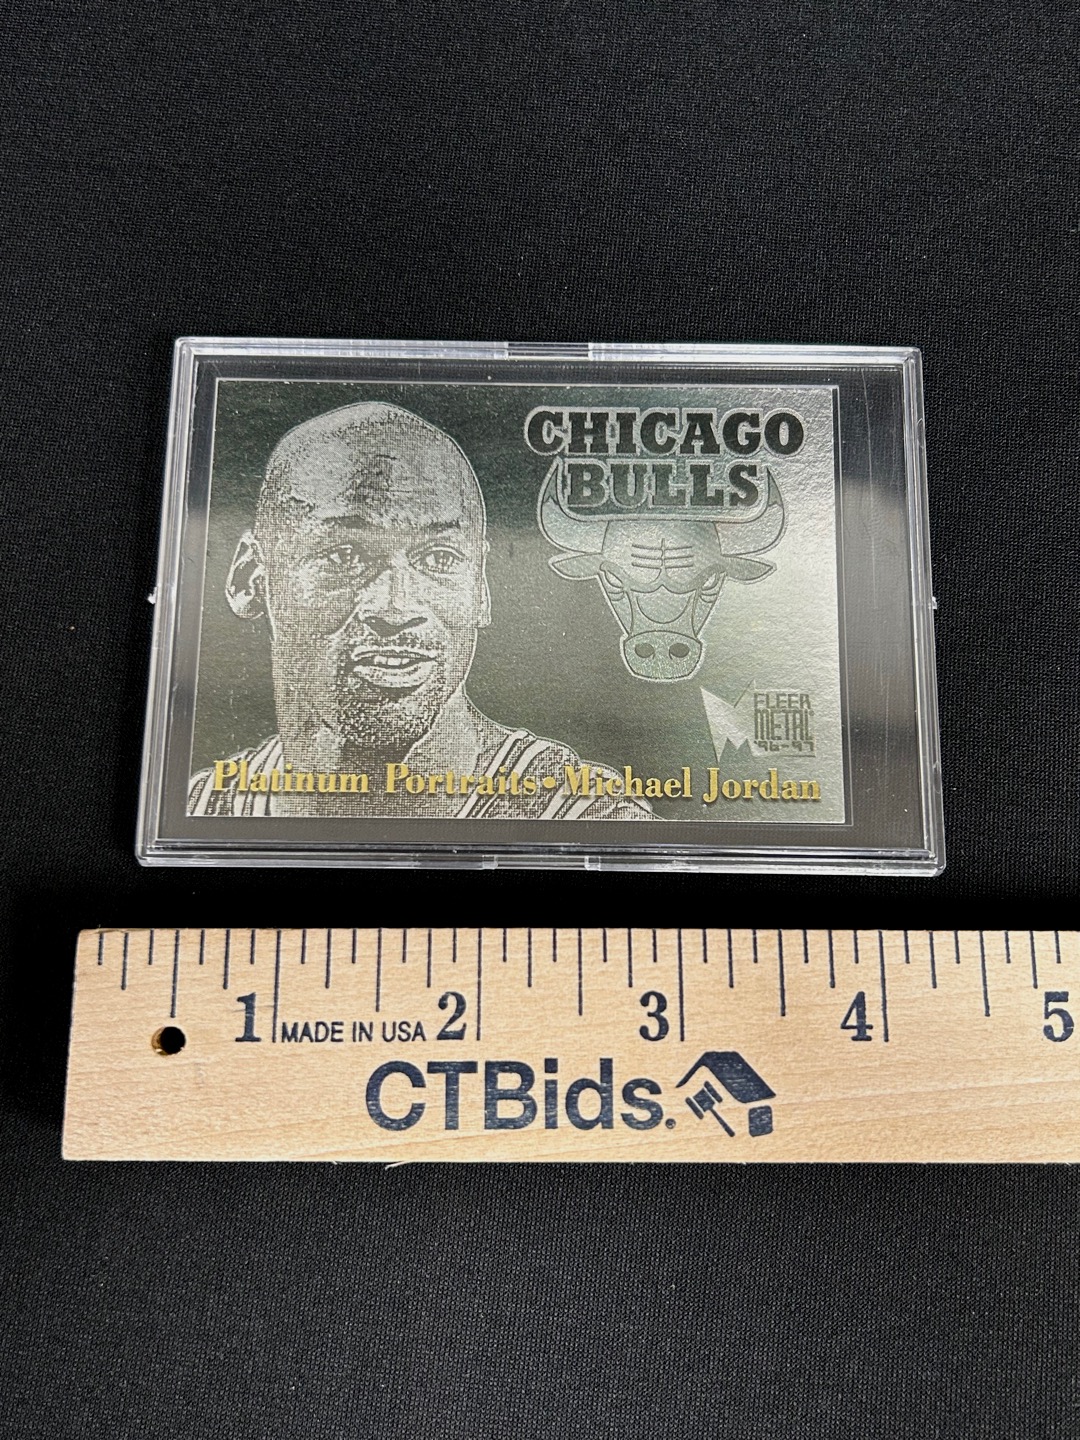 CHICAGO
BULLS
FLEER
METAL
'96-97
Platinum Portraits • Michael Jordan
1 MADE IN USA 2 3 4 5
CTBids.